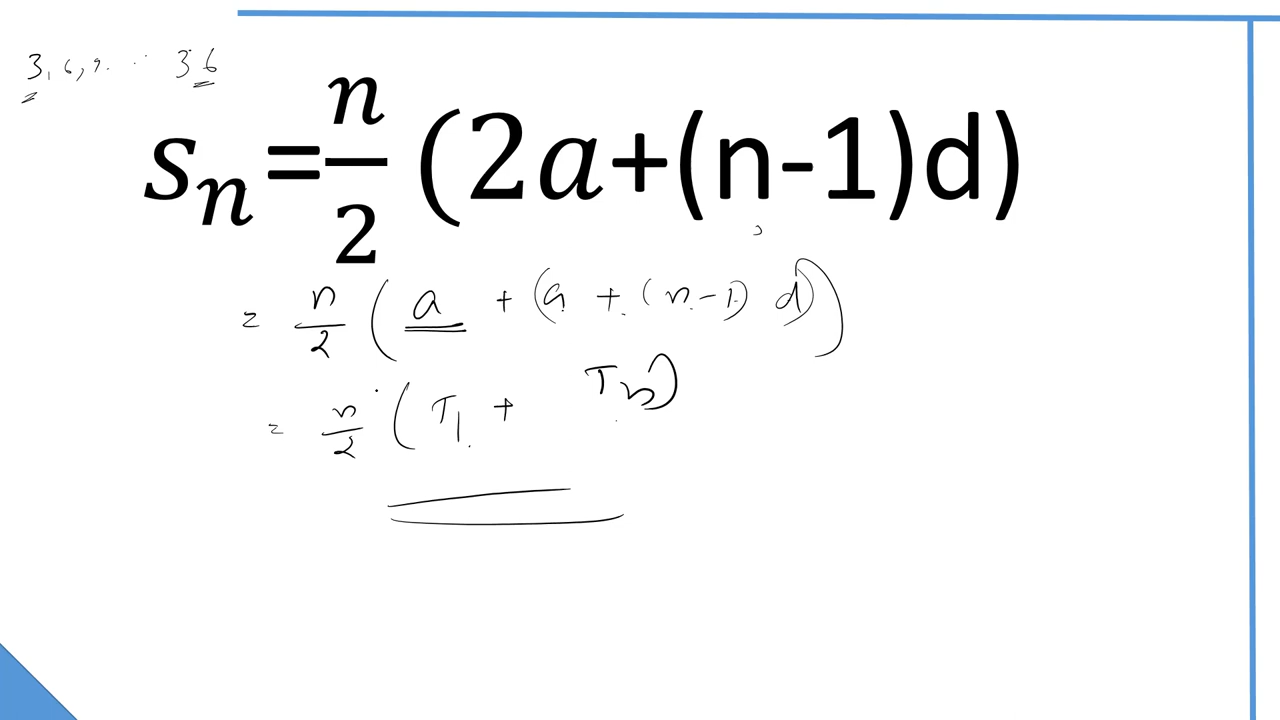 3, 6, 9. ... 36
Sn = n/2 (2a+(n-1)d)
= n/2 (a + (a + (n-1) d))
= n/2 (T1 + Tn)